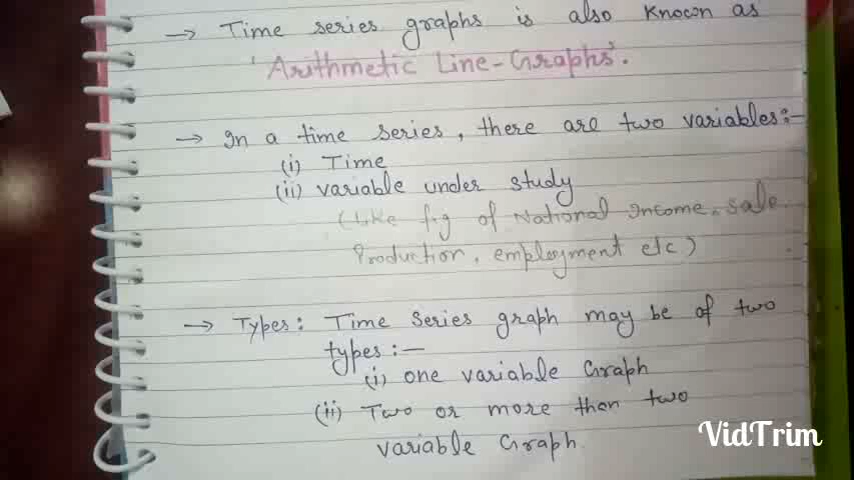 → Time series graphs is also known as
'Arithmetic Line-Graphs'.
→ In a time series, there are two variables:-
(i) Time
(ii) variable under study
(Like fig of National Income, sale,
Production, employment etc)
→ Types: Time series graph may be of two
types:-
(i) one variable Graph
(ii) Two or more than two
variable Graph
VidTrim